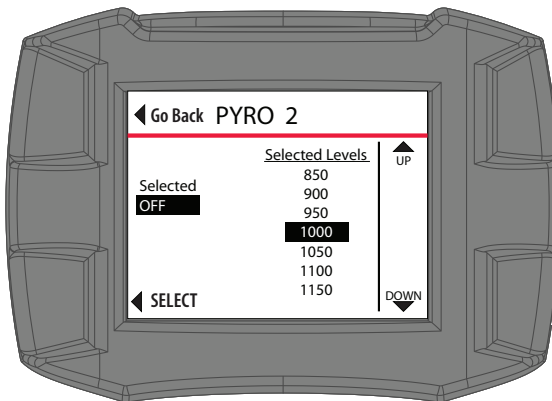 Go Back PYRO 2
Selected Levels
UP
850
Selected
900
OFF
950
1000
1050
1100
1150
SELECT
DOWN